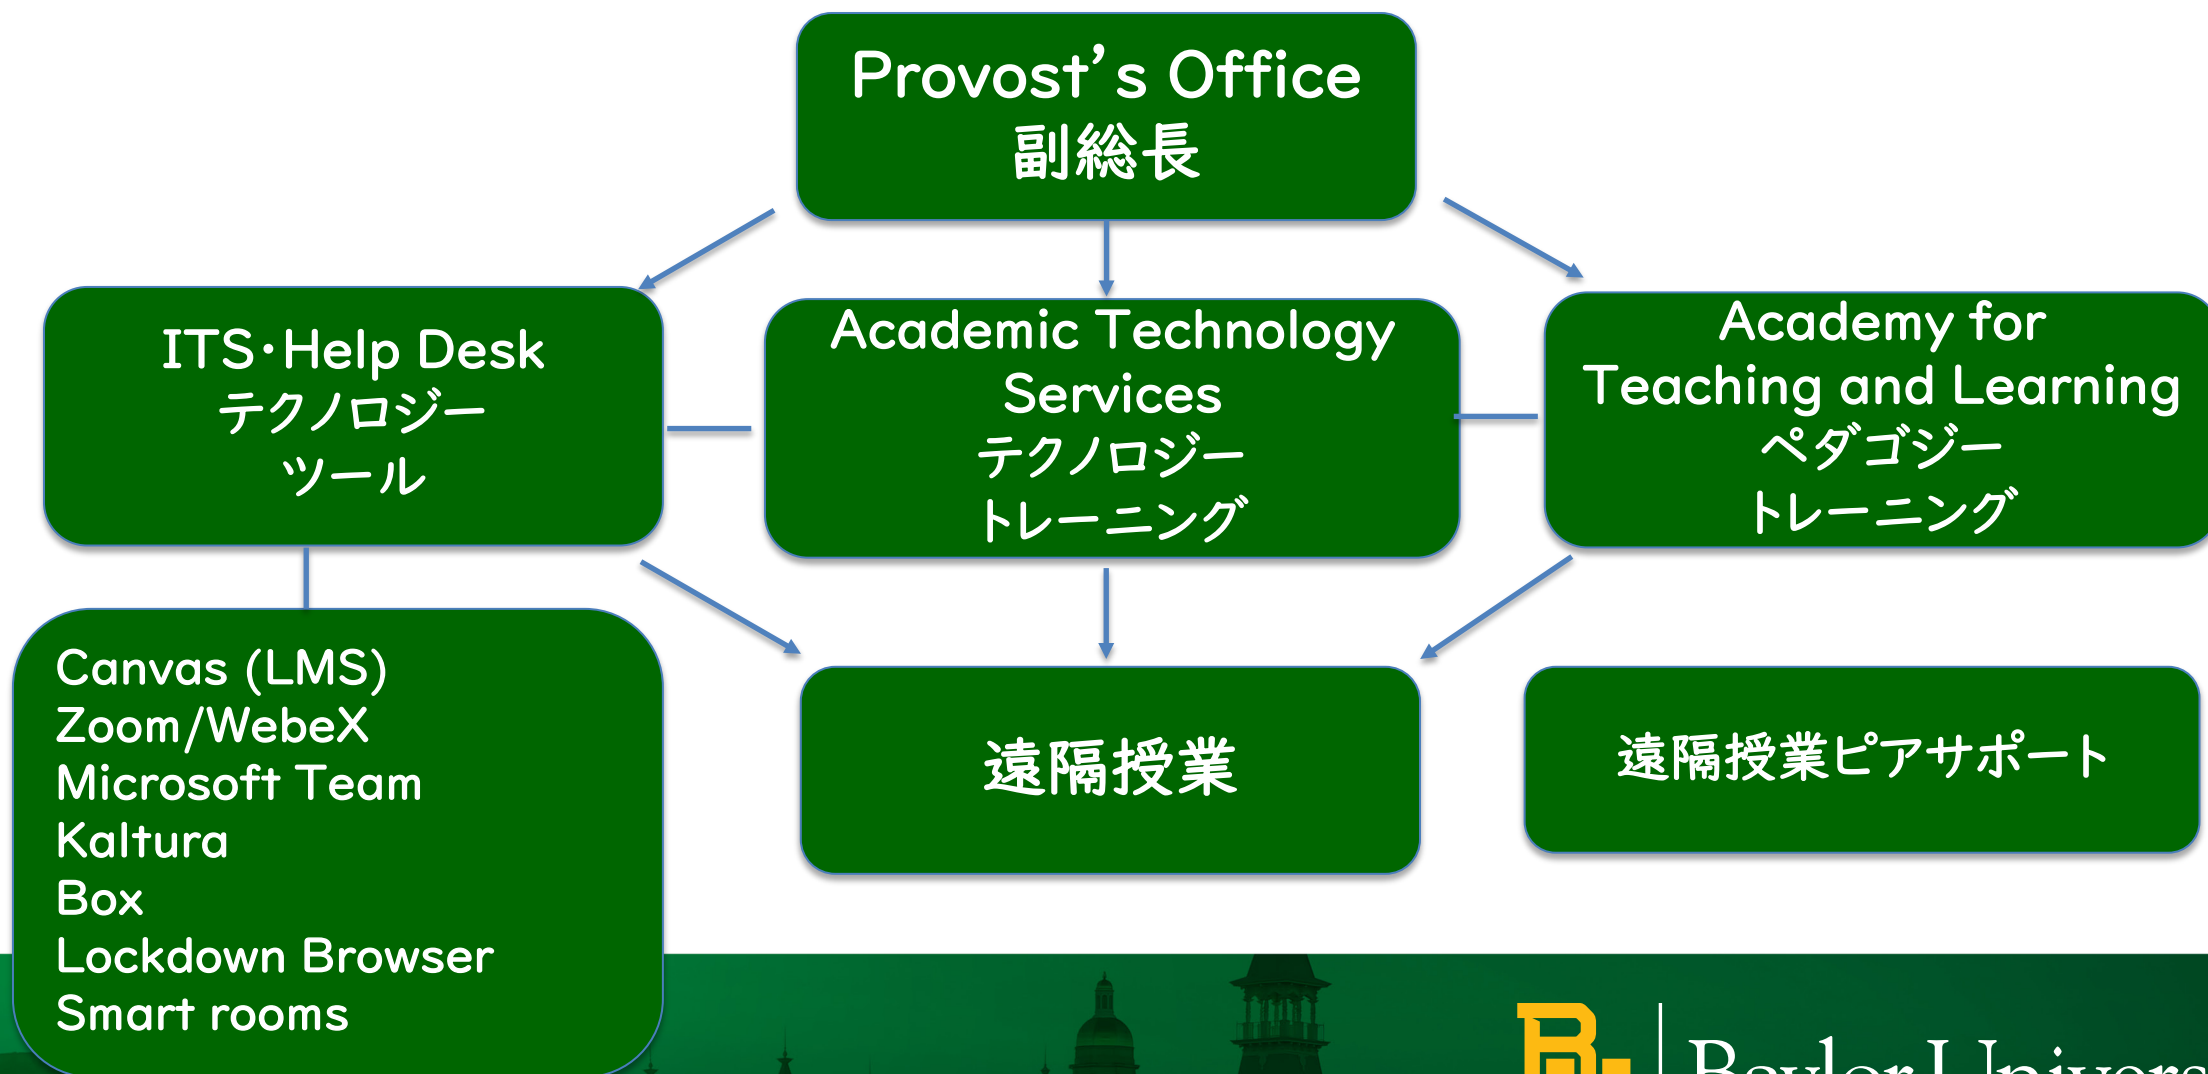 Provost’s Office
副総長
ITS・Help Desk
テクノロジー
ツール
Academic Technology
Services
テクノロジー
トレーニング
Academy for
Teaching and Learning
ペダゴジー
トレーニング
Canvas (LMS)
Zoom/WebeX
Microsoft Team
Kaltura
Box
Lockdown Browser
Smart rooms
遠隔授業
遠隔授業ピアサポート
Baylor Univers